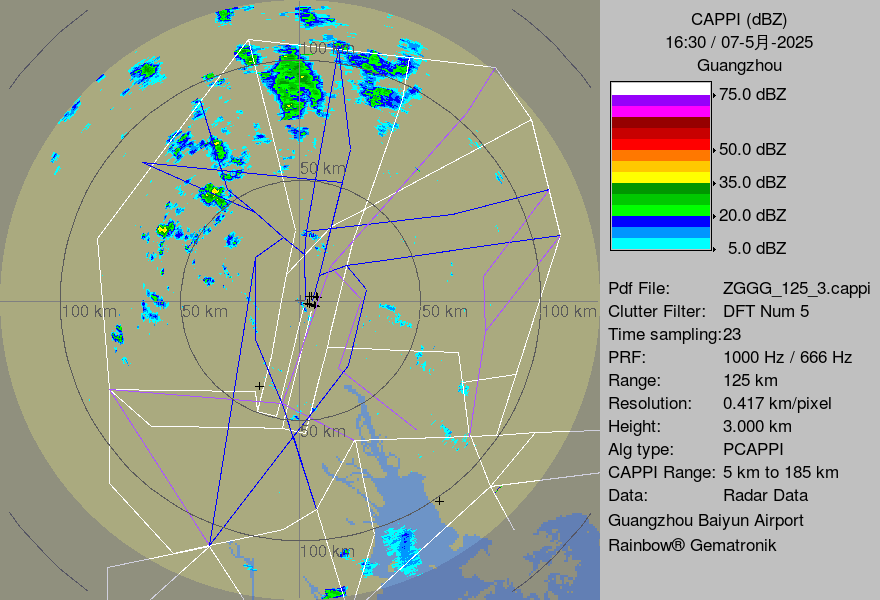 CAPPI (dBZ)
16:30 / 07-5月-2025
Guangzhou
75.0 dBZ
50.0 dBZ
35.0 dBZ
20.0 dBZ
5.0 dBZ
Pdf File: ZGGG_125_3.cappi
Clutter Filter: DFT Num 5
Time sampling:23
PRF: 1000 Hz / 666 Hz
Range: 125 km
Resolution: 0.417 km/pixel
Height: 3.000 km
Alg type: PCAPPI
CAPPI Range: 5 km to 185 km
Data: Radar Data
Guangzhou Baiyun Airport
Rainbow® Gematronik
100 km
50 km
100 km 50 km 50 km 100 km
50 km
100 km